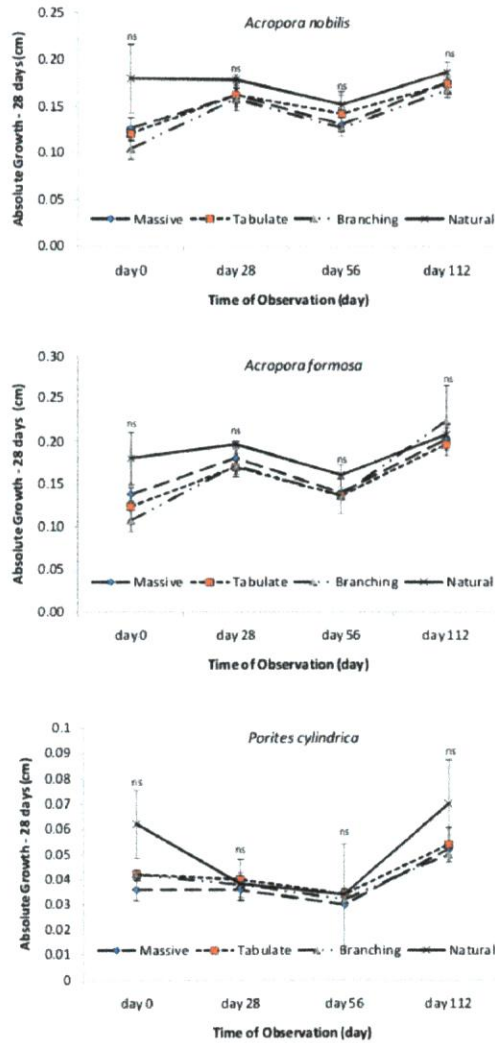 Acropora nobilis
Absolute Growth - 28 days (cm)
0.25
0.20
0.15
0.10
0.05
0.00
ns ns ns ns
Massive Tabulate Branching Natural
day 0 day 28 day 56 day 112
Time of Observation (day)
Acropora formosa
Absolute Growth - 28 days (cm)
0.30
0.25
0.20
0.15
0.10
0.05
0.00
ns ns ns ns
Massive Tabulate Branching Natural
day 0 day 28 day 56 day 112
Time of Observation (day)
Porites cylindrica
Absolute Growth - 28 days (cm)
0.1
0.09
0.08
0.07
0.06
0.05
0.04
0.03
0.02
0.01
0
ns ns ns ns
Massive Tabulate Branching Natural
day 0 day 28 day 56 day 112
Time of Observation (day)